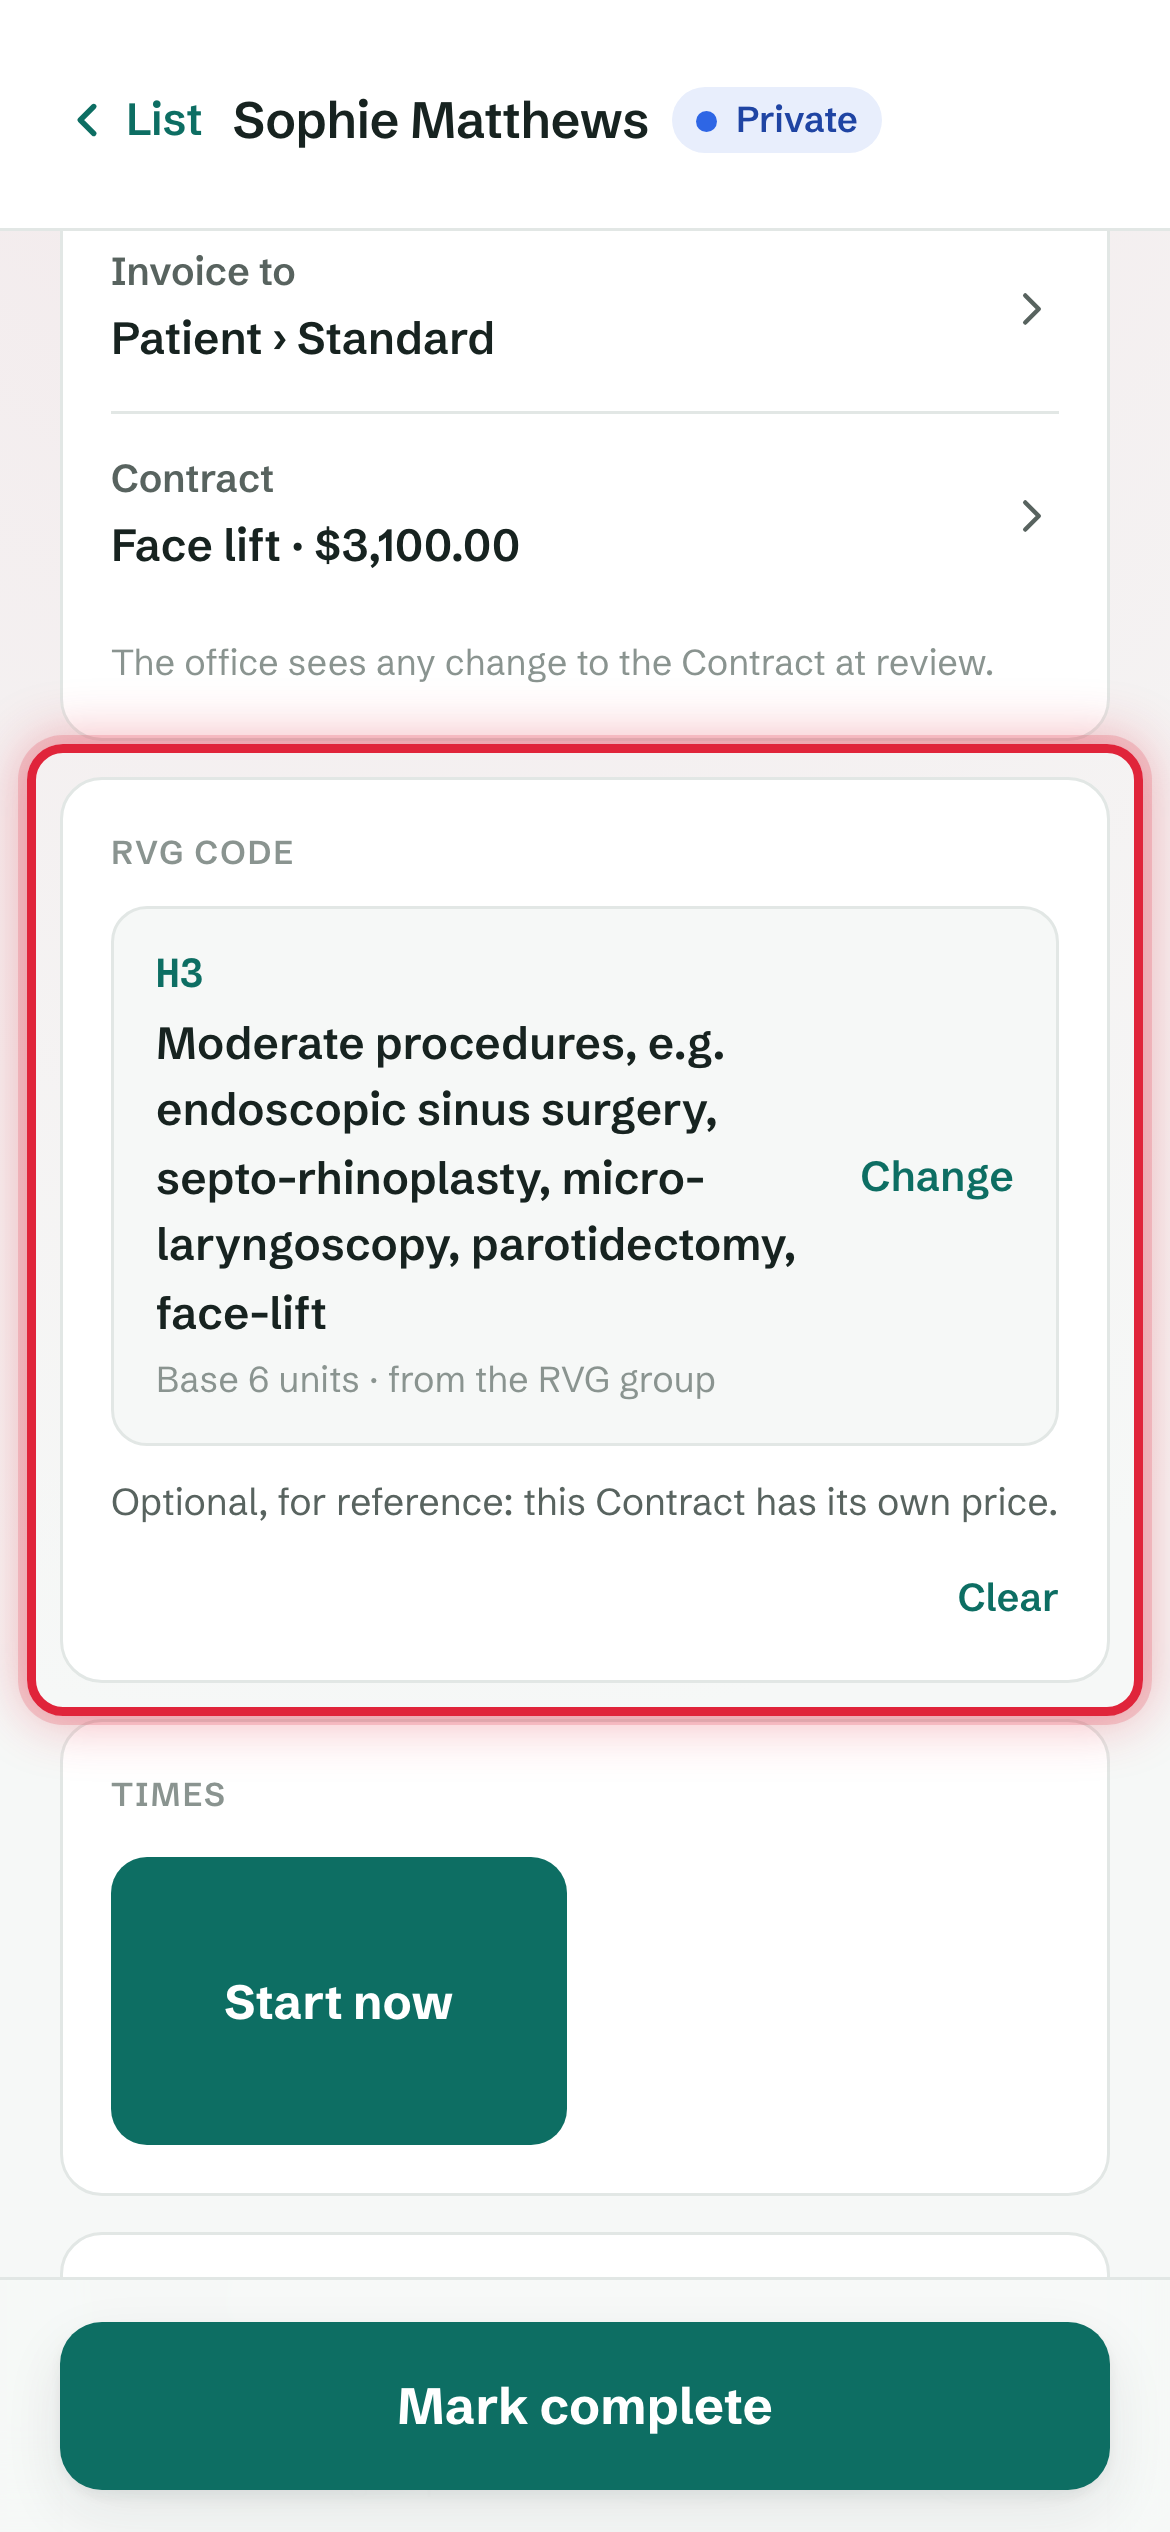 List Sophie Matthews Private
Invoice to
Patient › Standard
Contract
Face lift · $3,100.00
The office sees any change to the Contract at review.
RVG CODE
H3
Moderate procedures, e.g.
endoscopic sinus surgery,
septo-rhinoplasty, micro-
laryngoscopy, parotidectomy,
face-lift
Change
Base 6 units · from the RVG group
Optional, for reference: this Contract has its own price.
Clear
TIMES
Start now
Mark complete